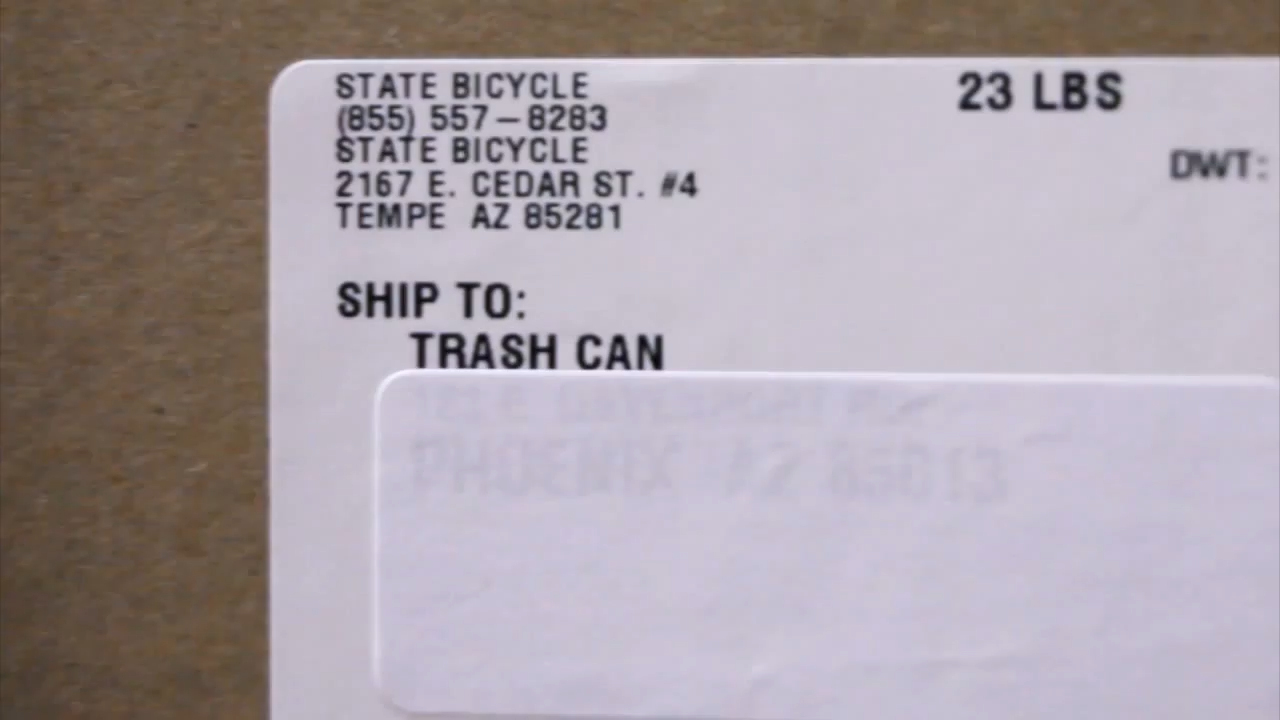 STATE BICYCLE
23 LBS
(855) 557-8283
STATE BICYCLE
DWT:
2167 E. CEDAR ST. #4
TEMPE AZ 85281
SHIP TO:
TRASH CAN